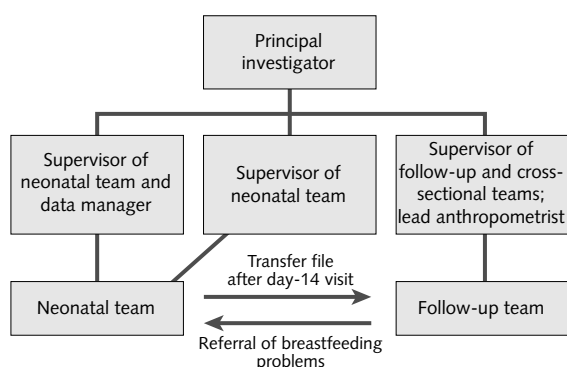 Principal
investigator
Supervisor of
neonatal team and
data manager
Supervisor of
neonatal team
Supervisor of
follow-up and cross-
sectional teams;
lead anthropometrist
Neonatal team
Transfer file
after day-14 visit
Follow-up team
Referral of breastfeeding
problems